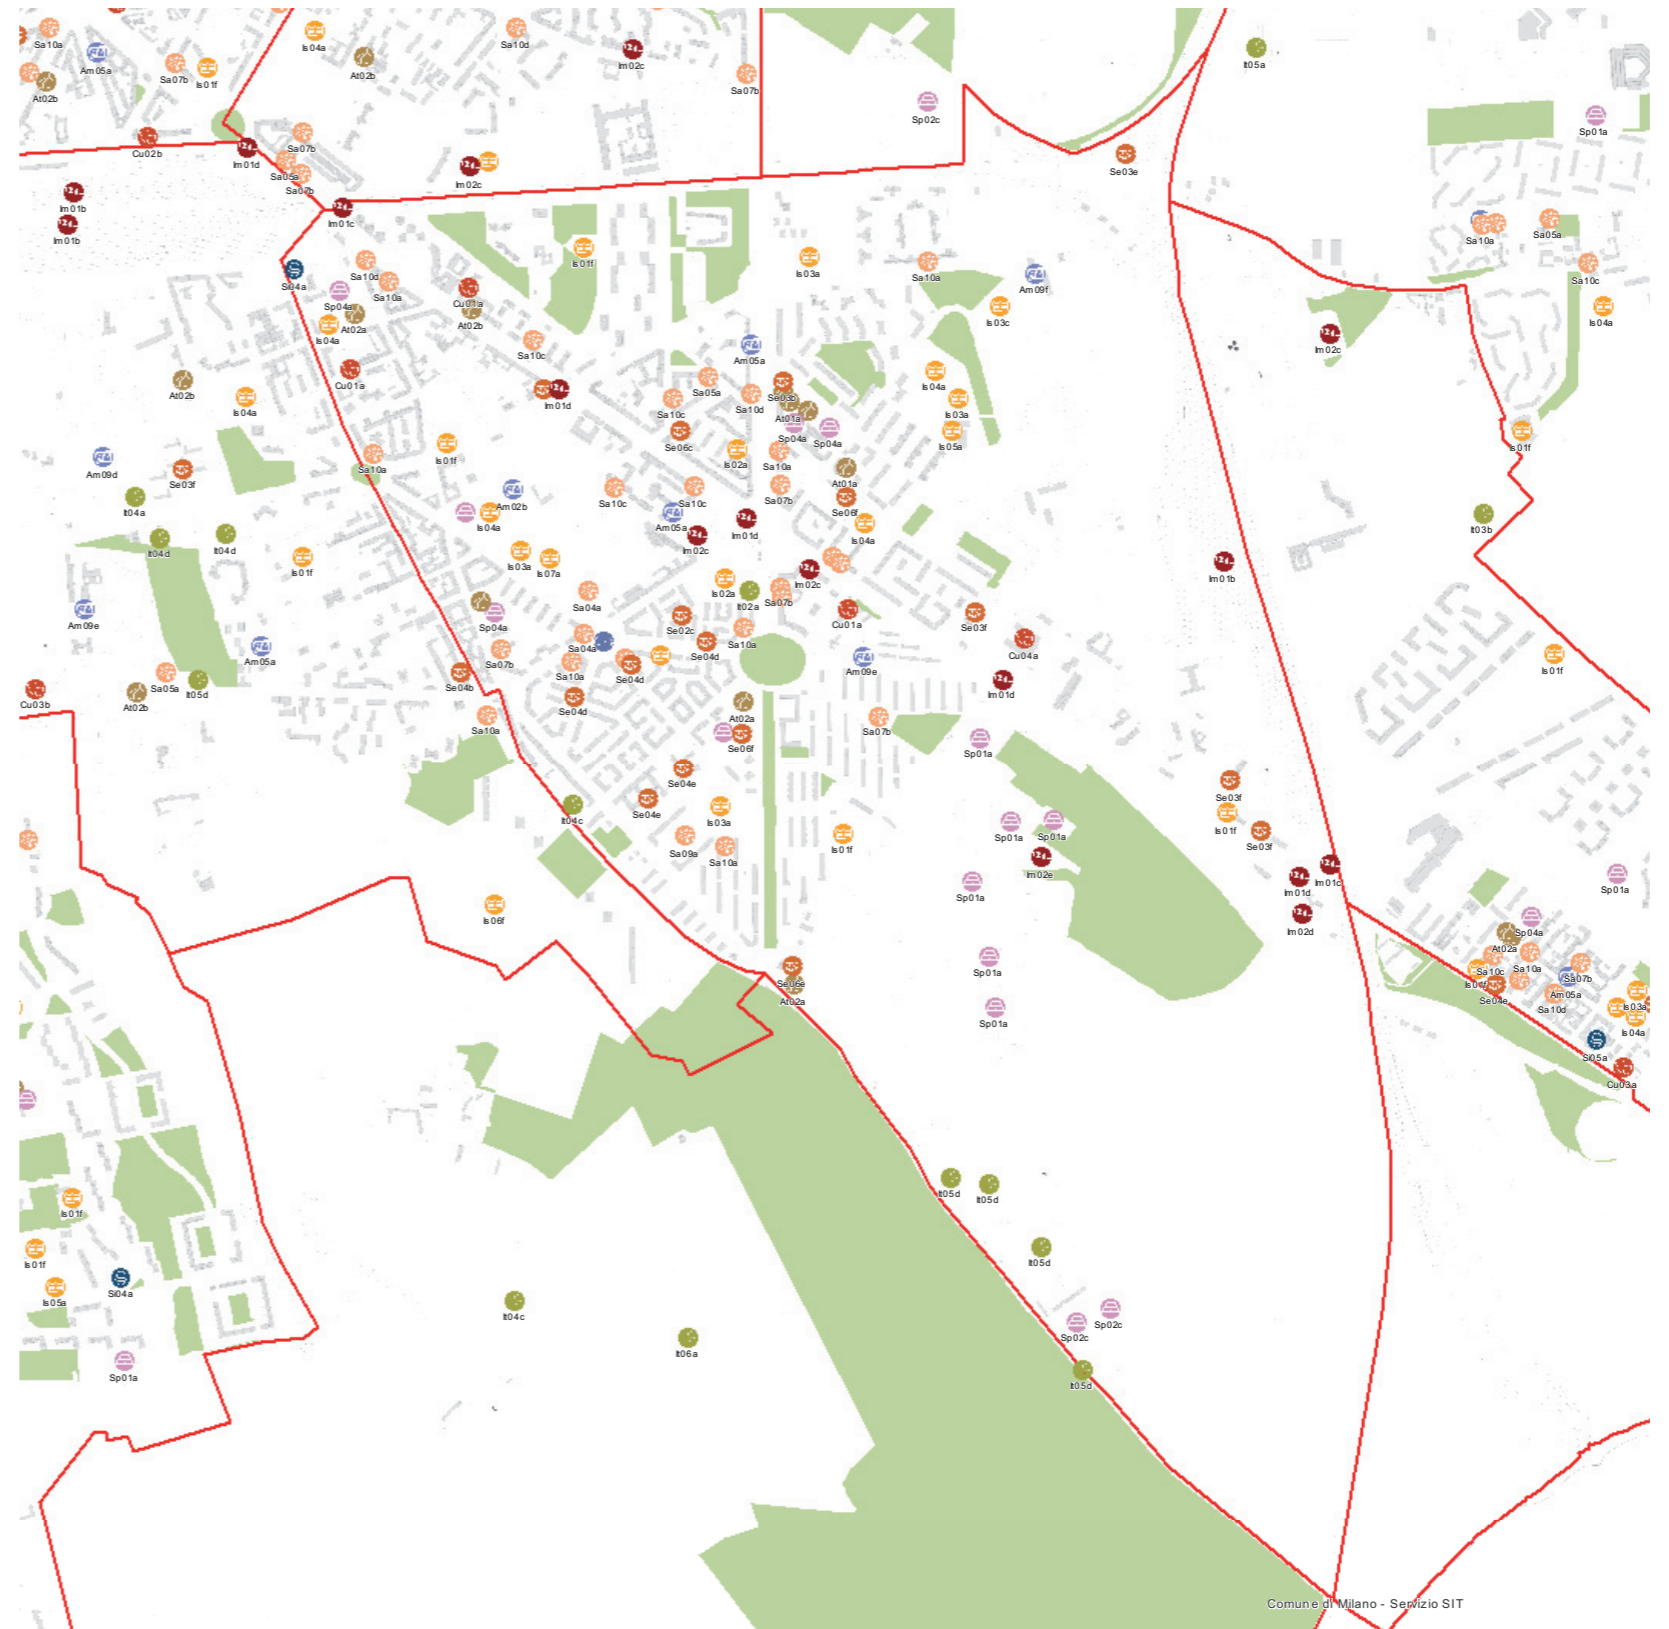 Sa10a
Am05a
At02b
Sa07b
Is01f
Is04a
At02b
Sa10d
Im02c
Sa07b
It05a
Sp02c
Sp01a
Cu02b
Im01d
Sa07b
Sa05a
Sa07b
Im02c
Se03e
Im01b
Im01b
Im01c
Sa10a
Sa05a
Si04a
Sa10d
Sa10a
Sp04a
At02a
Is04a
Cu01a
At02b
Is01f
Is03a
Sa10a
Am09f
Is03c
Sa10c
Is04a
Im02c
Sa10c
Am05a
Cu01a
At02b
Is04a
Im01d
Sa05a
Sa10c
Sa10d
Se03b
At01a
Sp04a
Sp04a
Is04a
Is03a
Is05a
Is01f
Se06c
Is02a
Sa10a
Is01f
Sa10a
Am09d
Se03f
At01a
Sa07b
Se06f
It04a
Am02b
Is04a
Sa10c
Sa10c
Am05a
Im01d
Im02c
Is04a
It03b
It04d
It04d
Is01f
Is03a
Is07a
Im02c
Im01b
Is02a
It02a
Sa07b
Sa04a
Am09e
Sp04a
Se02c
Cu01a
Se03f
Sa10a
Se04d
Cu04a
Am05a
Sa07b
Sa04a
Sa10a
Se04d
Am09e
Im01d
Is01f
Cu03b
At02b
Sa05a
It05d
Se04b
Se04d
At02a
Sa10a
Se06f
Sa07b
Sp01a
Se04e
Se03f
Is01f
Se03f
It04c
Se04e
Is03a
Sa09a
Sa10a
Is01f
Sp01a
Sp01a
Im02e
Im01d
Im01c
Sp01a
Sp01a
Im02d
Is06f
Sp04a
At02a
Sa10c
Sa10a
Sa07b
Is01f
Se04e
Am05a
Sa10d
Is03a
Is04a
Sp01a
Se06e
At02a
Sp01a
Si05a
Cu03a
It05d
It05d
Is01f
Is01f
Is05a
Si04a
It05d
It04c
Sp02c
Sp02c
It06a
Sp01a
It05d
Comune di Milano - Servizio SIT